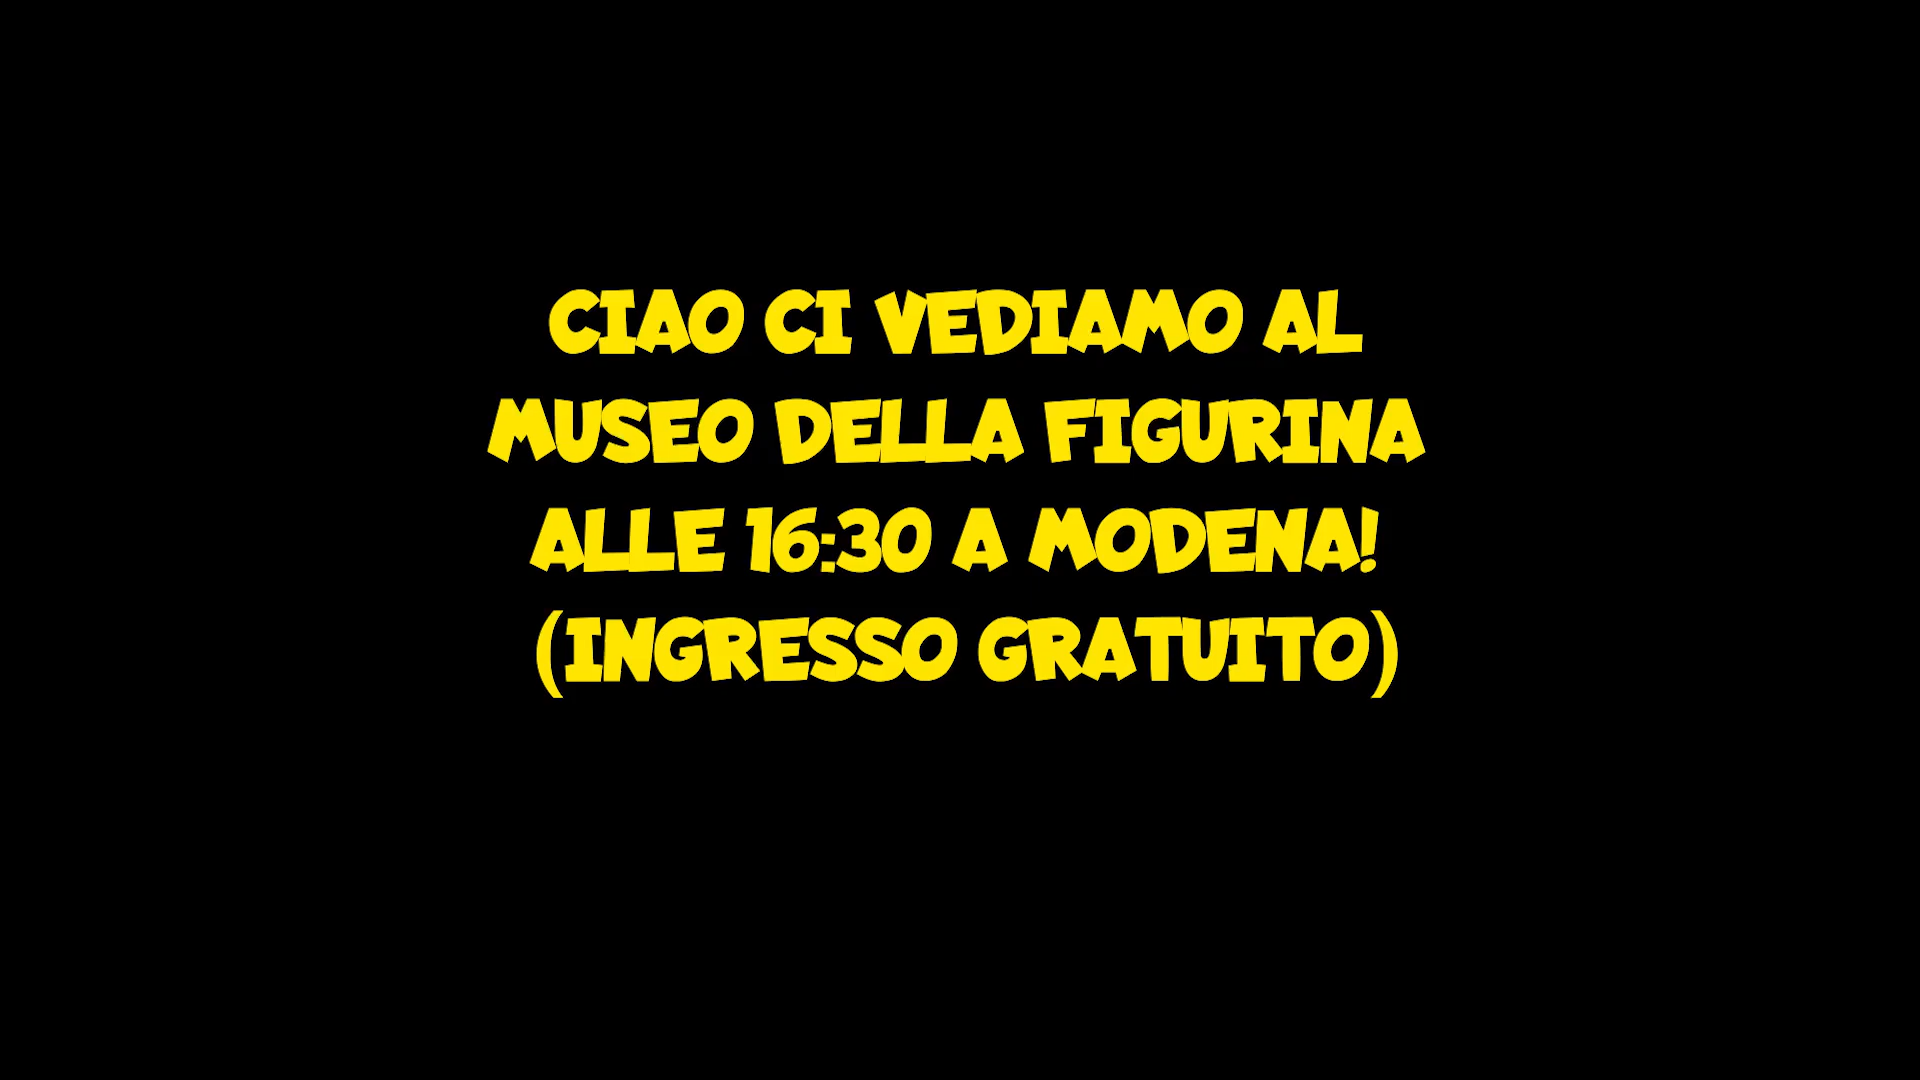 CIAO CI VEDIAMO AL
MUSEO DELLA FIGURINA
ALLE 16:30 A MODENA!
(INGRESSO GRATUITO)